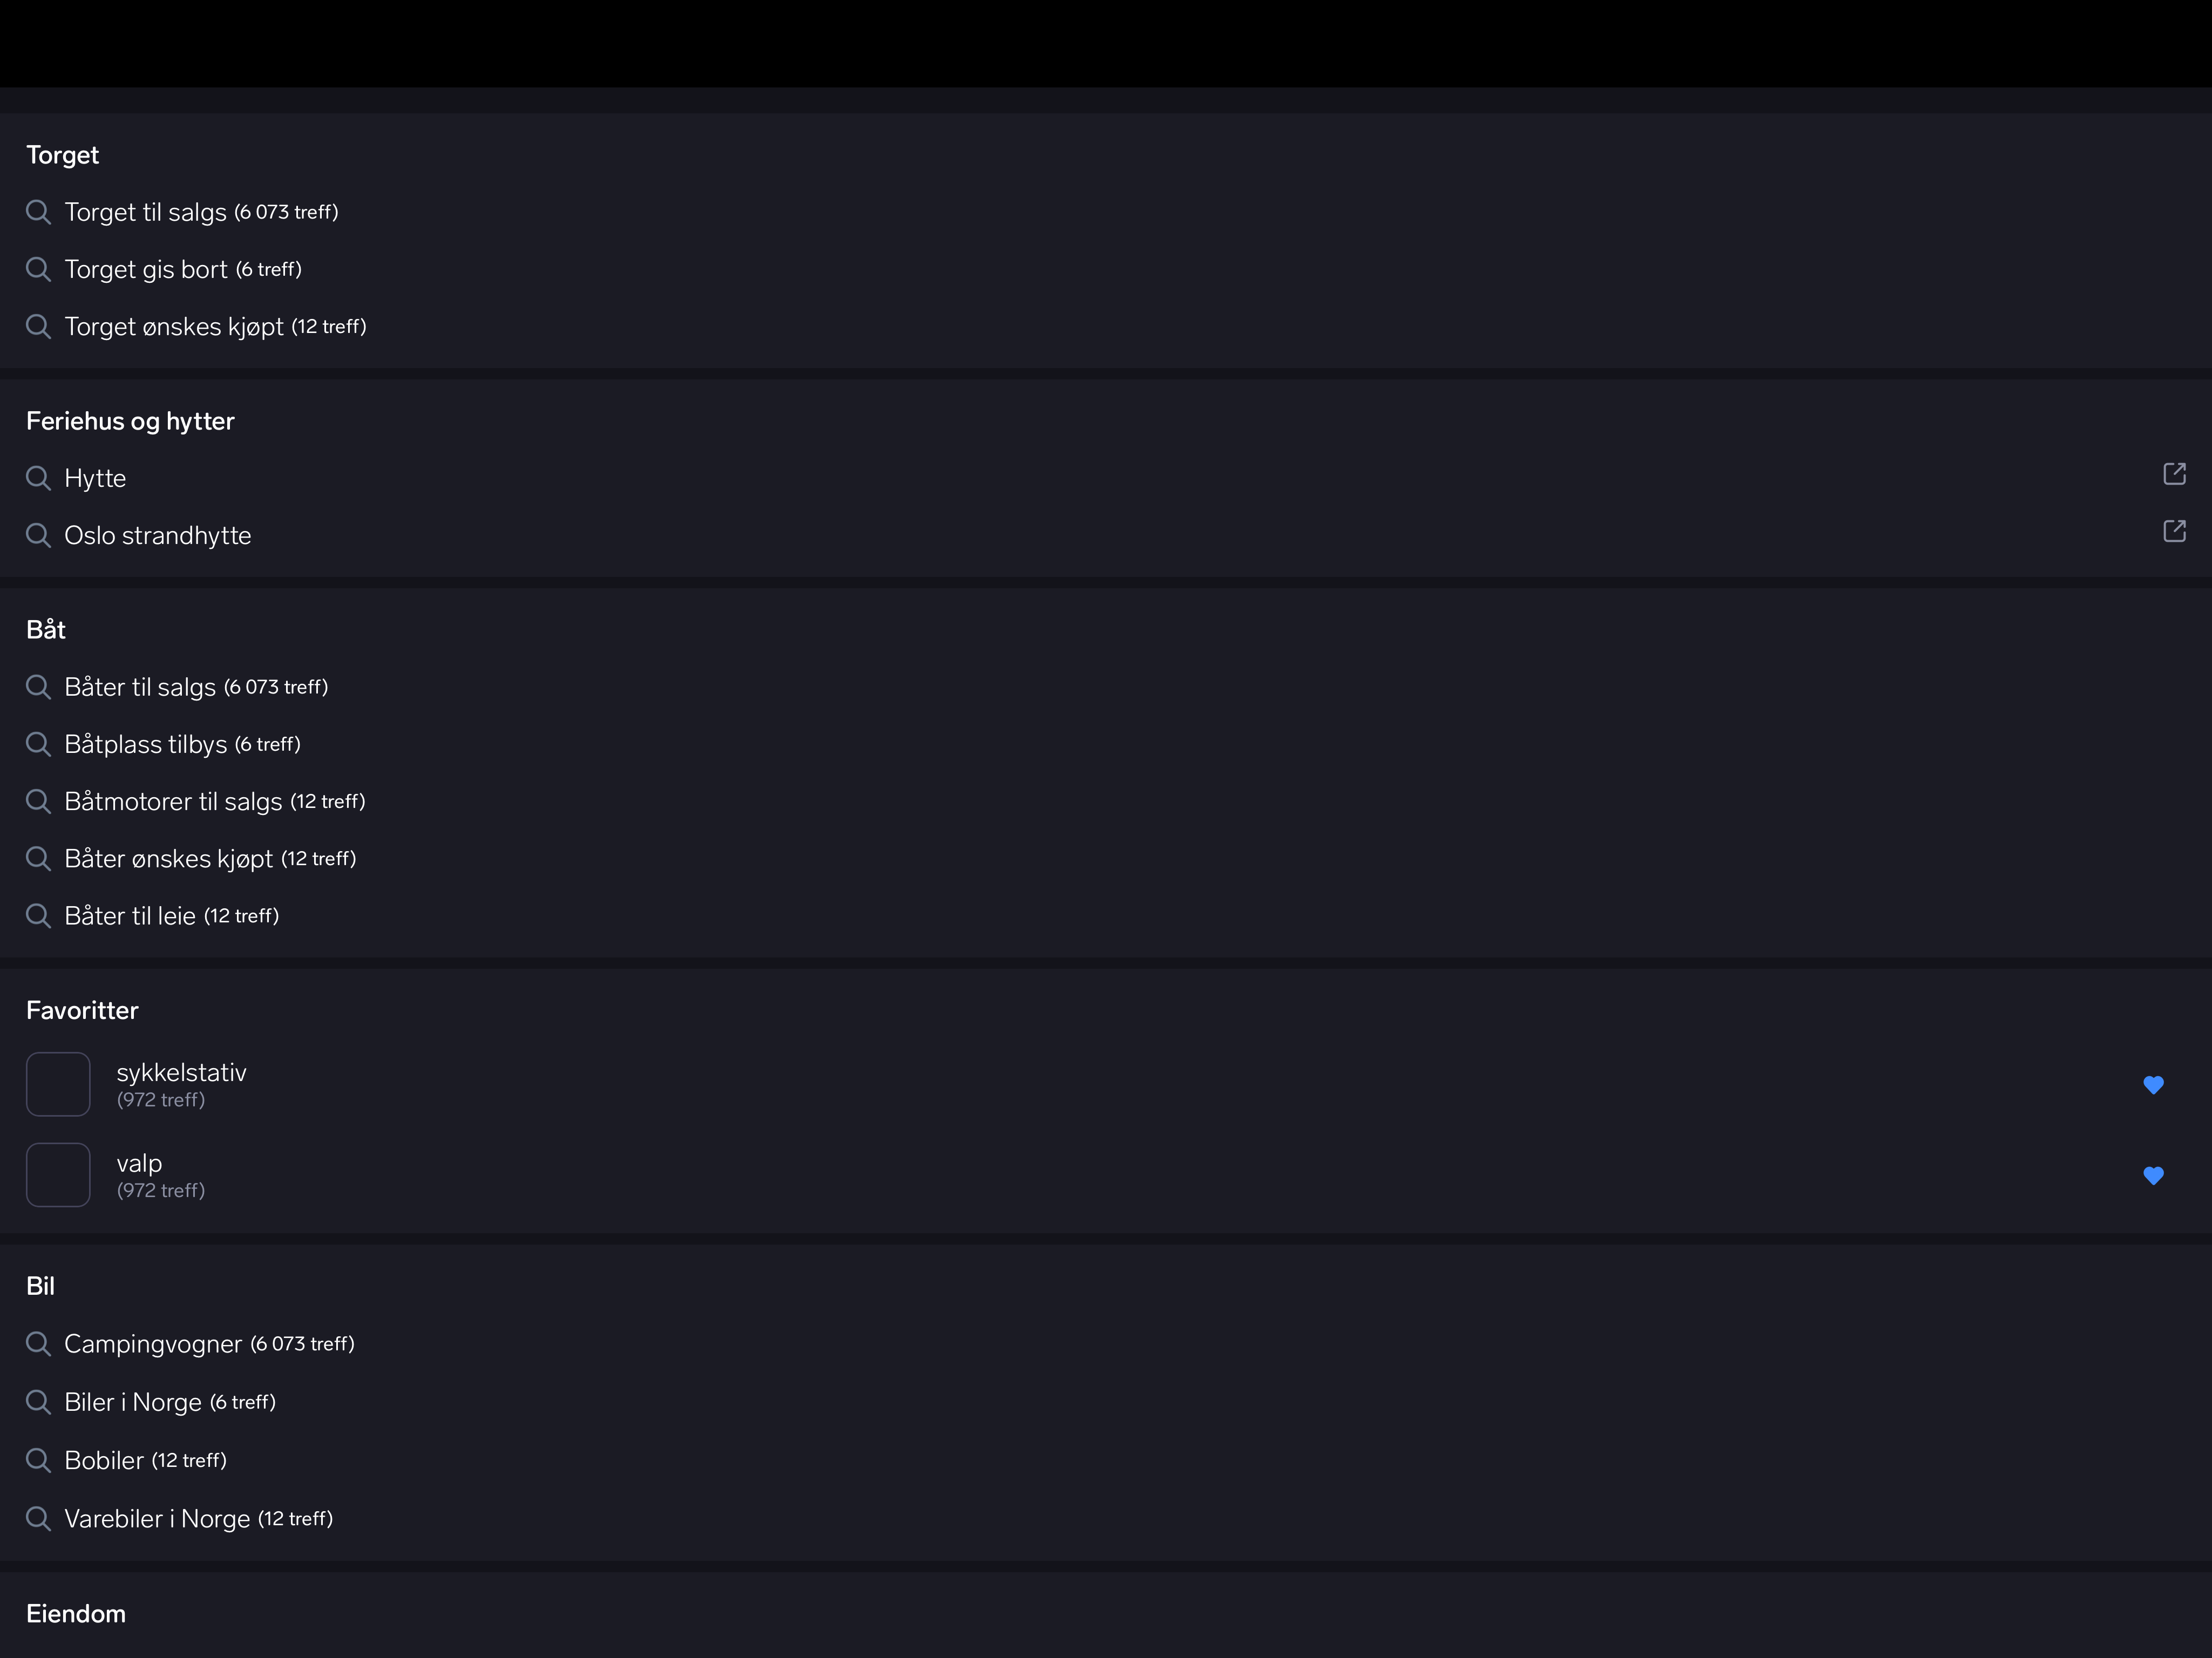 Torget
Torget til salgs (6 073 treff)
Torget gis bort (6 treff)
Torget ønskes kjøpt (12 treff)
Feriehus og hytter
Hytte
Oslo strandhytte
Båt
Båter til salgs (6 073 treff)
Båtplass tilbys (6 treff)
Båtmotorer til salgs (12 treff)
Båter ønskes kjøpt (12 treff)
Båter til leie (12 treff)
Favoritter
sykkelstativ
(972 treff)
valp
(972 treff)
Bil
Campingvogner (6 073 treff)
Biler i Norge (6 treff)
Bobiler (12 treff)
Varebiler i Norge (12 treff)
Eiendom